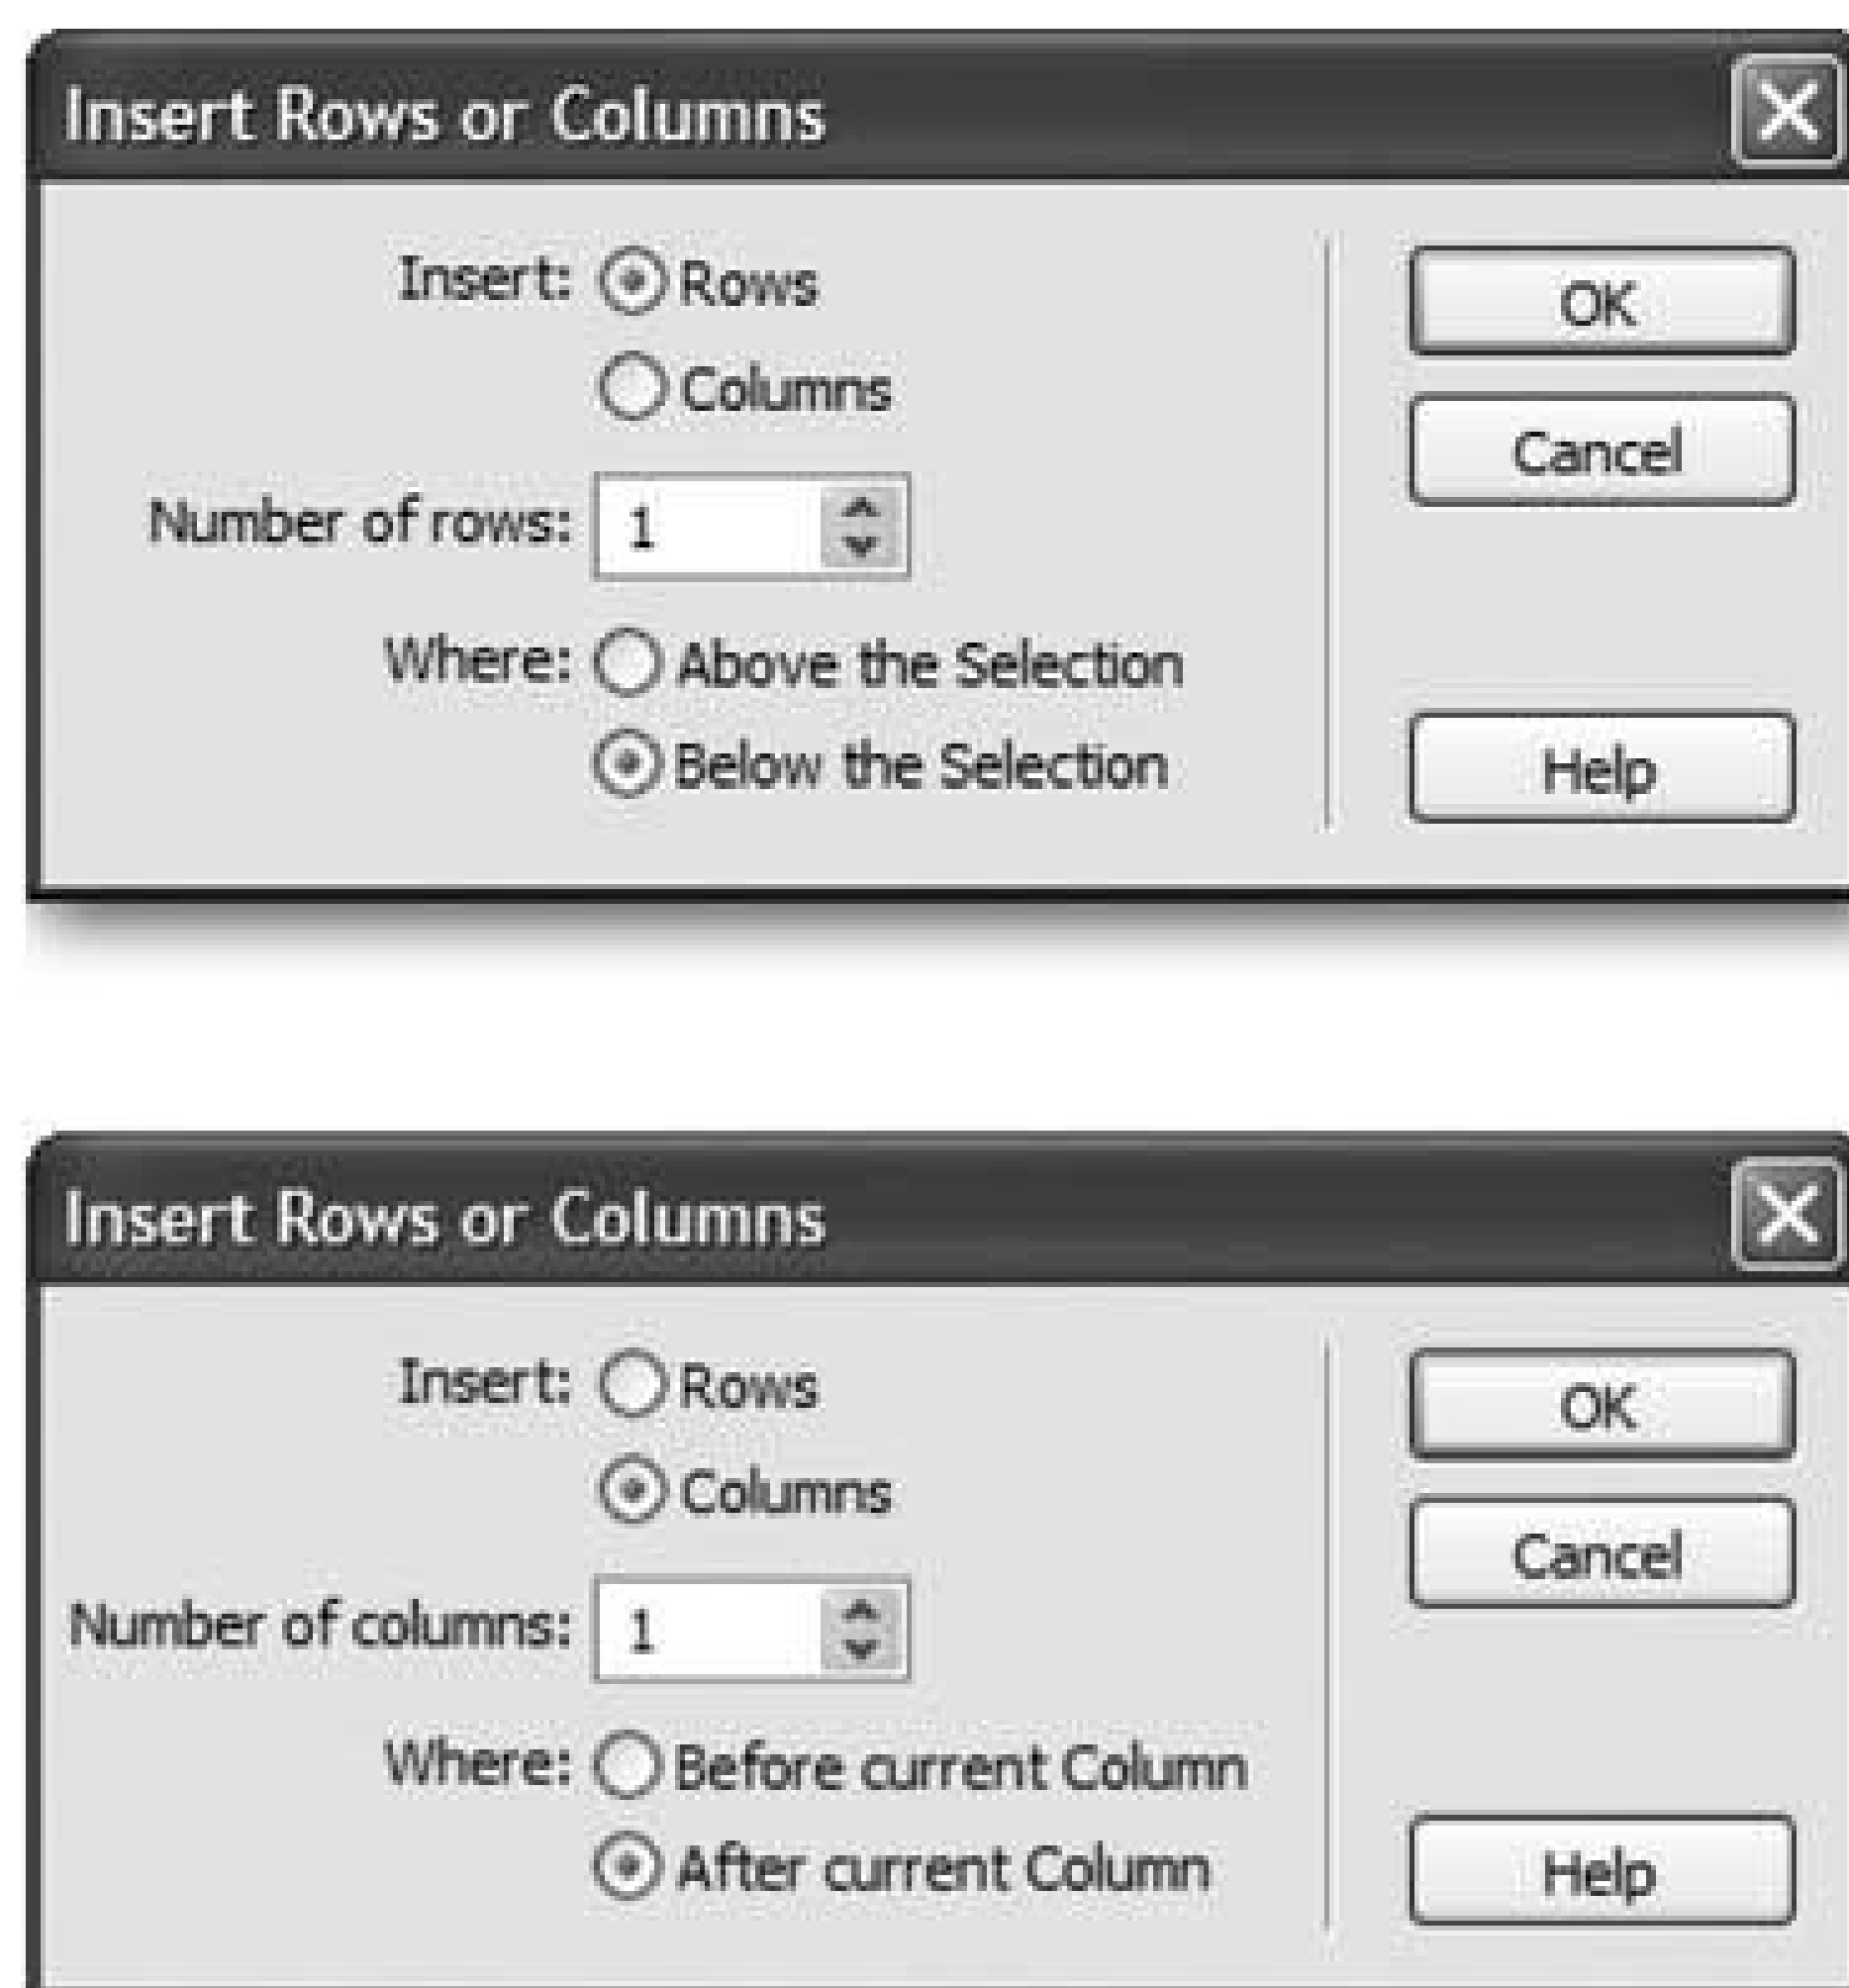 Insert Rows or Columns
Insert: Rows
Columns
Number of rows: 1
Where: Above the Selection
Below the Selection
OK
Cancel
Help
Insert Rows or Columns
Insert: Rows
Columns
Number of columns: 1
Where: Before current Column
After current Column
OK
Cancel
Help